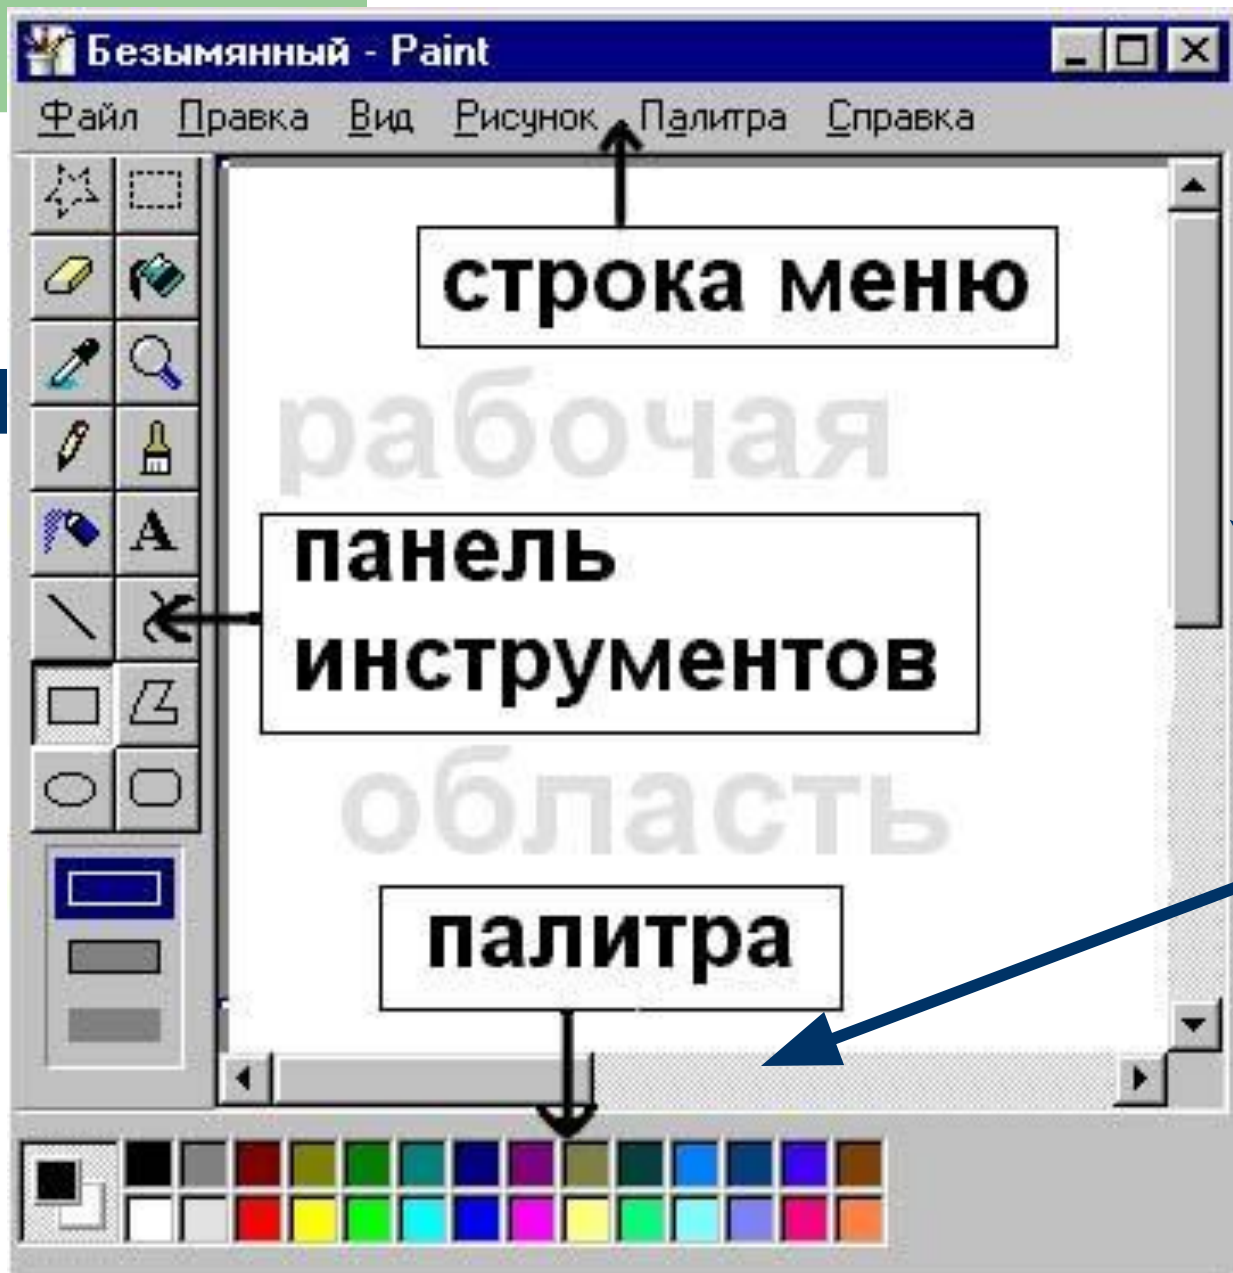 Безымянный - Paint
Файл Правка Вид Рисунок Палитра Справка
строка меню
рабочая
панель
инструментов
область
палитра
A